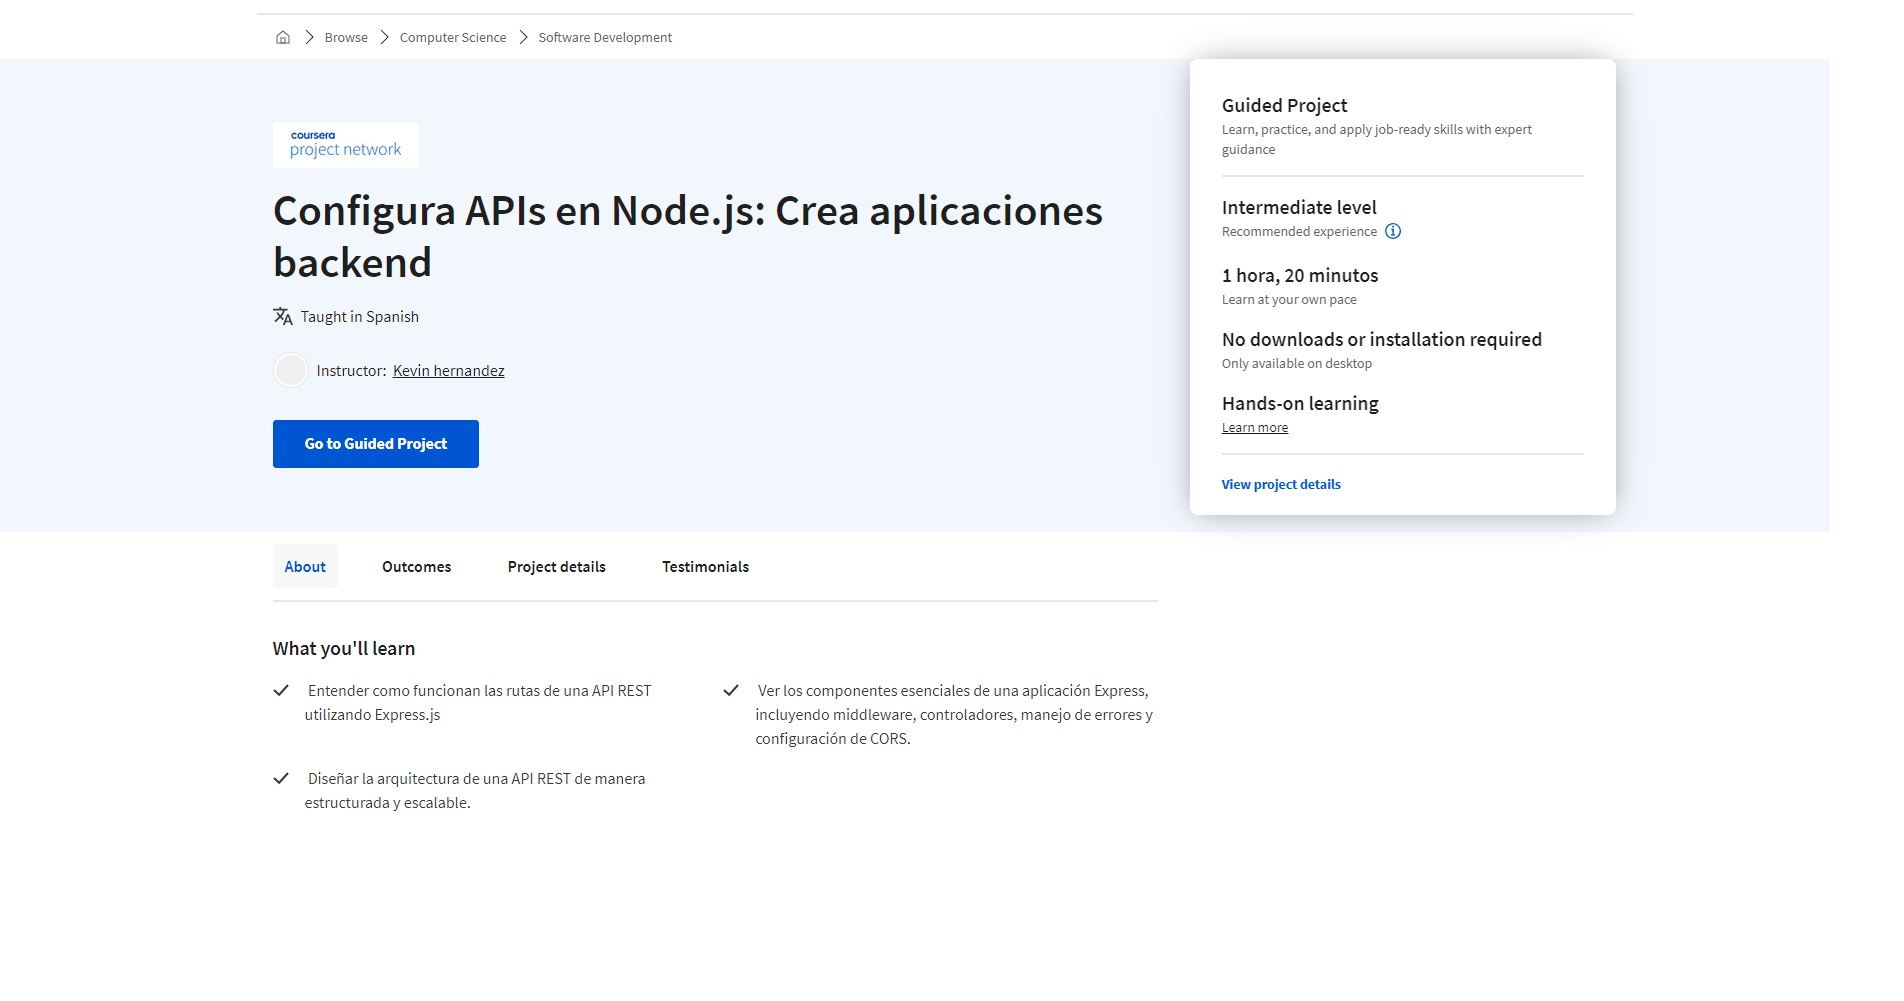 Browse
Computer Science
Software Development
coursera
project network
Configura APIs en Node.js: Crea aplicaciones
backend
Taught in Spanish
Instructor: Kevin hernandez
Go to Guided Project
Guided Project
Learn, practice, and apply job-ready skills with expert
guidance
Intermediate level
Recommended experience
1 hora, 20 minutos
Learn at your own pace
No downloads or installation required
Only available on desktop
Hands-on learning
Learn more
View project details
About
Outcomes
Project details
Testimonials
What you'll learn
Entender como funcionan las rutas de una API REST
utilizando Express.js
Ver los componentes esenciales de una aplicación Express,
incluyendo middleware, controladores, manejo de errores y
configuración de CORS.
Diseñar la arquitectura de una API REST de manera
estructurada y escalable.